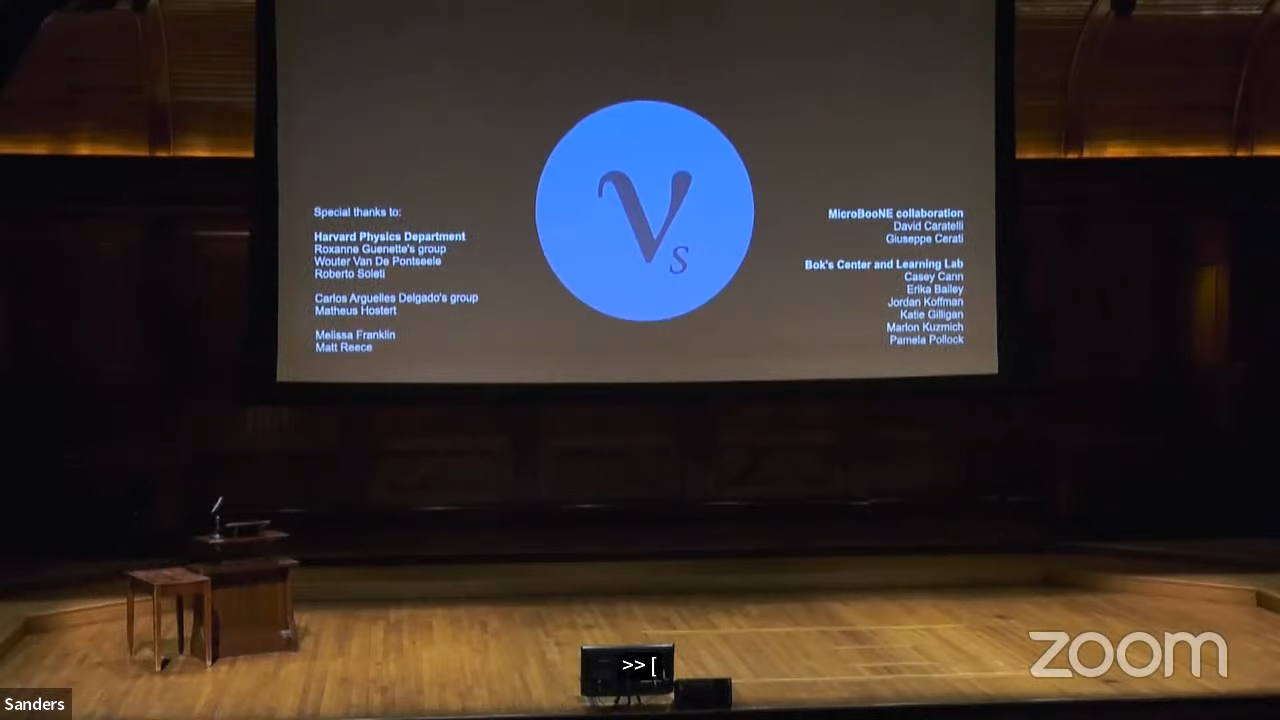 Special thanks to:
Harvard Physics Department
Roxanne Guenette's group
Wouter Van De Pontseele
Roberto Soleti
Carlos Arguelles Delgado's group
Matheus Hostert
Melissa Franklin
Matt Reece
νs
MicroBooNE collaboration
David Caratelli
Giuseppe Cerati
Bok's Center and Learning Lab
Casey Cann
Erika Bailey
Jordan Koffman
Katie Gilligan
Marlon Kuzmich
Pamela Pollock
>> [
zoom
Sanders